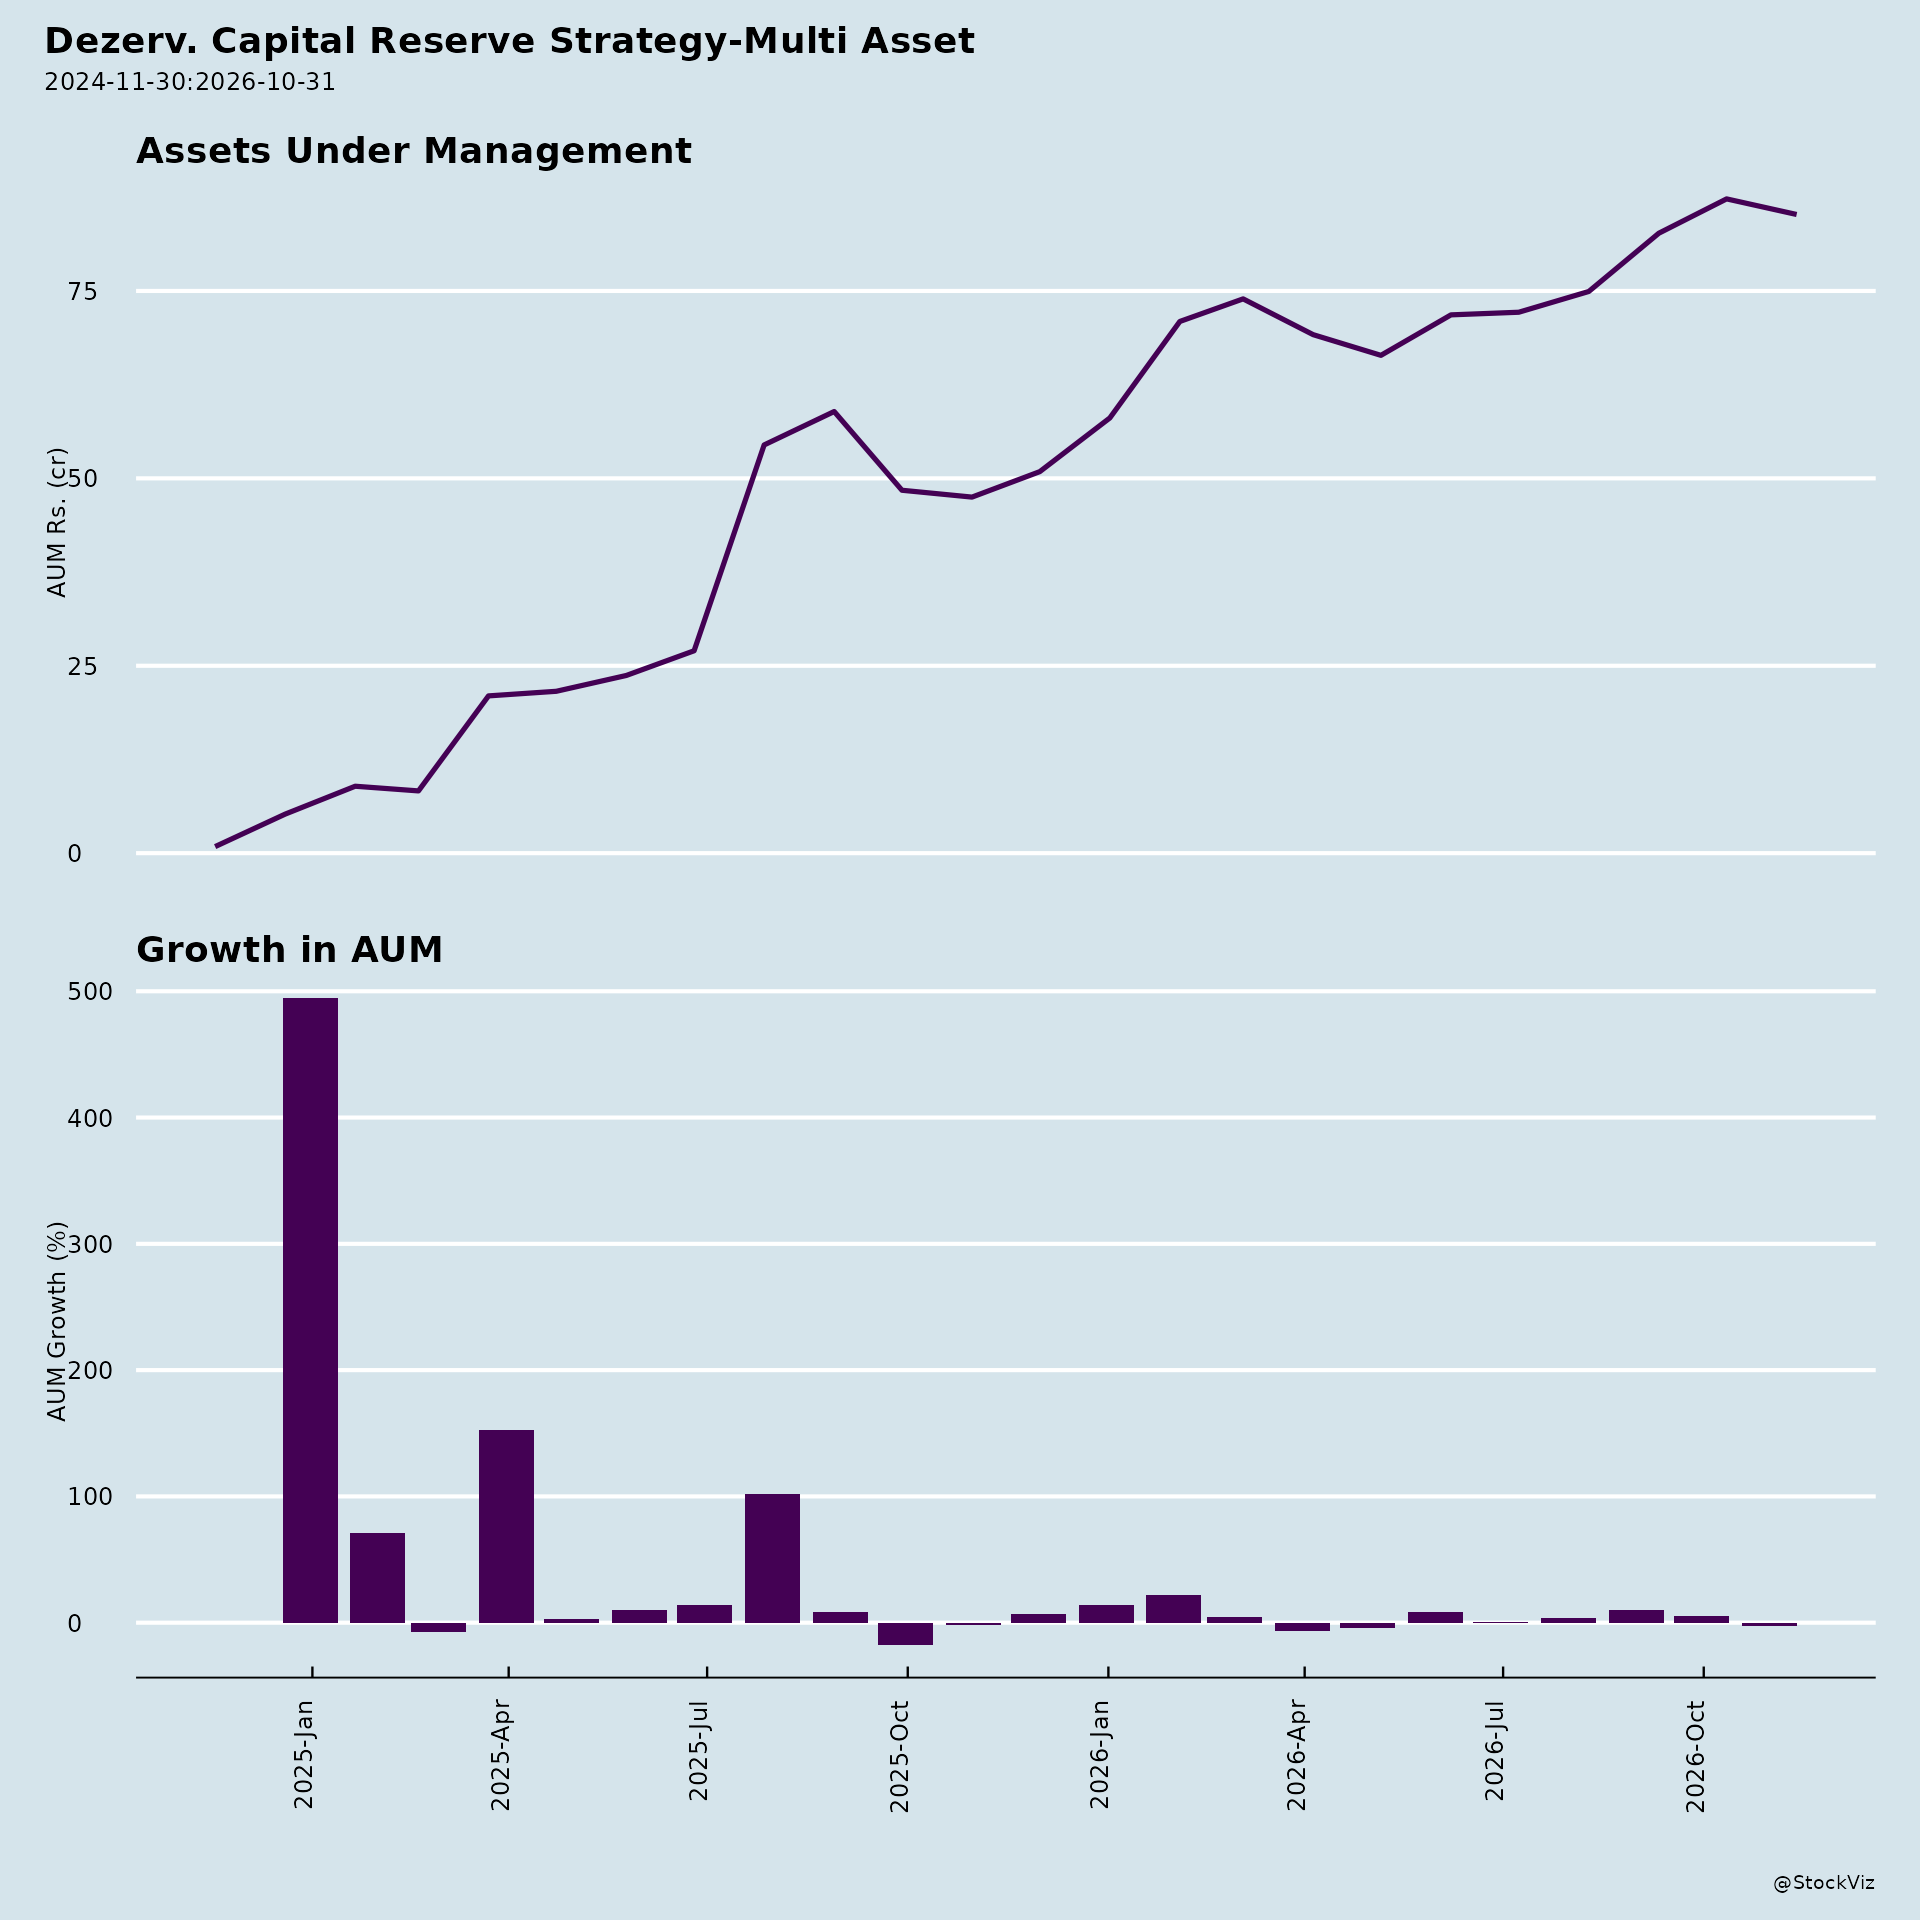 Dezerv. Capital Reserve Strategy-Multi Asset
2024-11-30:2026-10-31
Assets Under Management
AUM Rs. (cr)
75
50
25
0
Growth in AUM
AUM Growth (%)
500
400
300
200
100
0
2025-Jan
2025-Apr
2025-Jul
2025-Oct
2026-Jan
2026-Apr
2026-Jul
2026-Oct
@StockViz